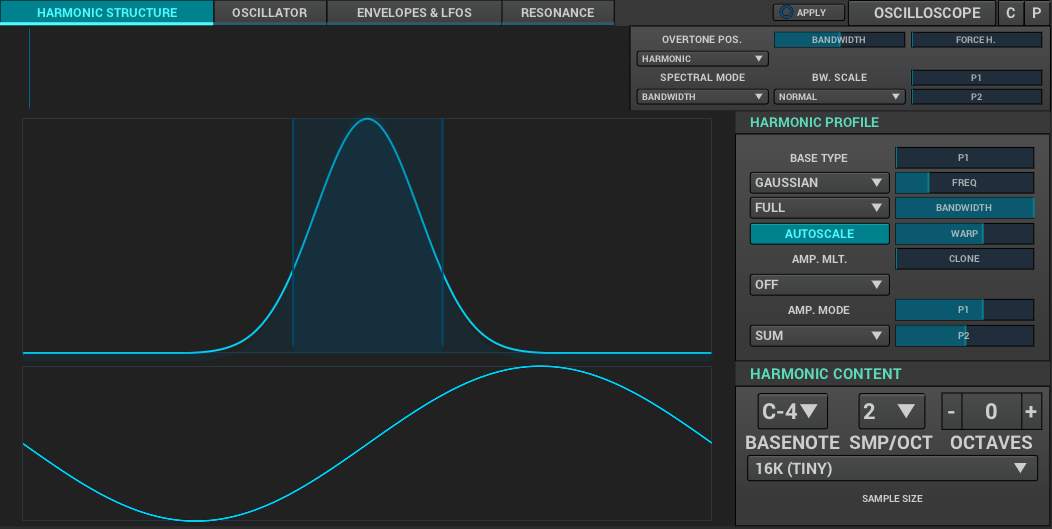 HARMONIC STRUCTURE OSCILLATOR ENVELOPES & LFOS RESONANCE APPLY OSCILLOSCOPE C P
OVERTONE POS. BANDWIDTH FORCE H.
HARMONIC
SPECTRAL MODE BW. SCALE P1
BANDWIDTH NORMAL P2
HARMONIC PROFILE
BASE TYPE P1
GAUSSIAN FREQ
FULL BANDWIDTH
AUTOSCALE WARP
AMP. MLT. CLONE
OFF
AMP. MODE P1
SUM P2
HARMONIC CONTENT
C-4 2 - 0 +
BASENOTE SMP/OCT OCTAVES
16K (TINY)
SAMPLE SIZE